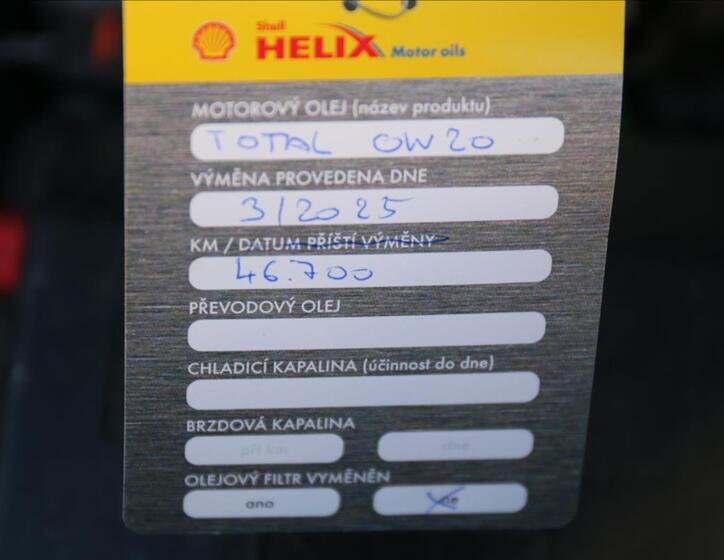 Shell
HELIX Motor oils
MOTOROVÝ OLEJ (název produktu)
TOTAL 0W20
VÝMĚNA PROVEDENA DNE
3/2025
KM / DATUM PŘÍŠTÍ VÝMĚNY
46.700
PŘEVODOVÝ OLEJ
CHLADICÍ KAPALINA (účinnost do dne)
BRZDOVÁ KAPALINA
při km dne
OLEJOVÝ FILTR VYMĚNĚN
ano ne